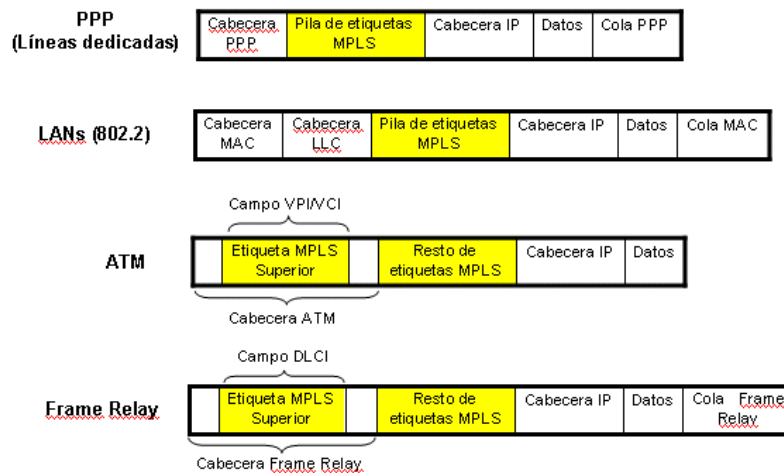 PPP
(Líneas dedicadas)
Cabecera
PPP
Pila de etiquetas
MPLS
Cabecera IP
Datos
Cola PPP
LANs (802.2)
Cabecera
MAC
Cabecera
LLC
Pila de etiquetas
MPLS
Cabecera IP
Datos
Cola MAC
Campo VPI/VCI
ATM
Etiqueta MPLS
Superior
Resto de
etiquetas MPLS
Cabecera IP
Datos
Cabecera ATM
Campo DLCI
Frame Relay
Etiqueta MPLS
Superior
Resto de
etiquetas MPLS
Cabecera IP
Datos
Cola Frame
Relay
Cabecera Frame Relay